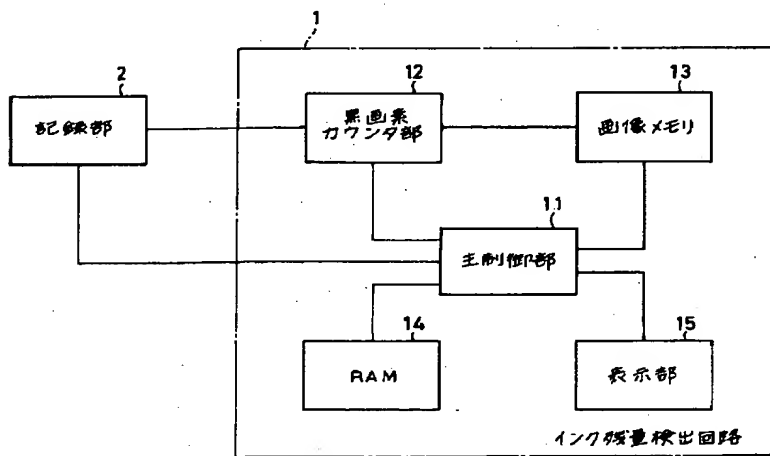 1
2
12
13
記録部
黒画素
カウンタ部
画像メモリ
11
主制御部
14
15
RAM
表示部
インク残量検出回路